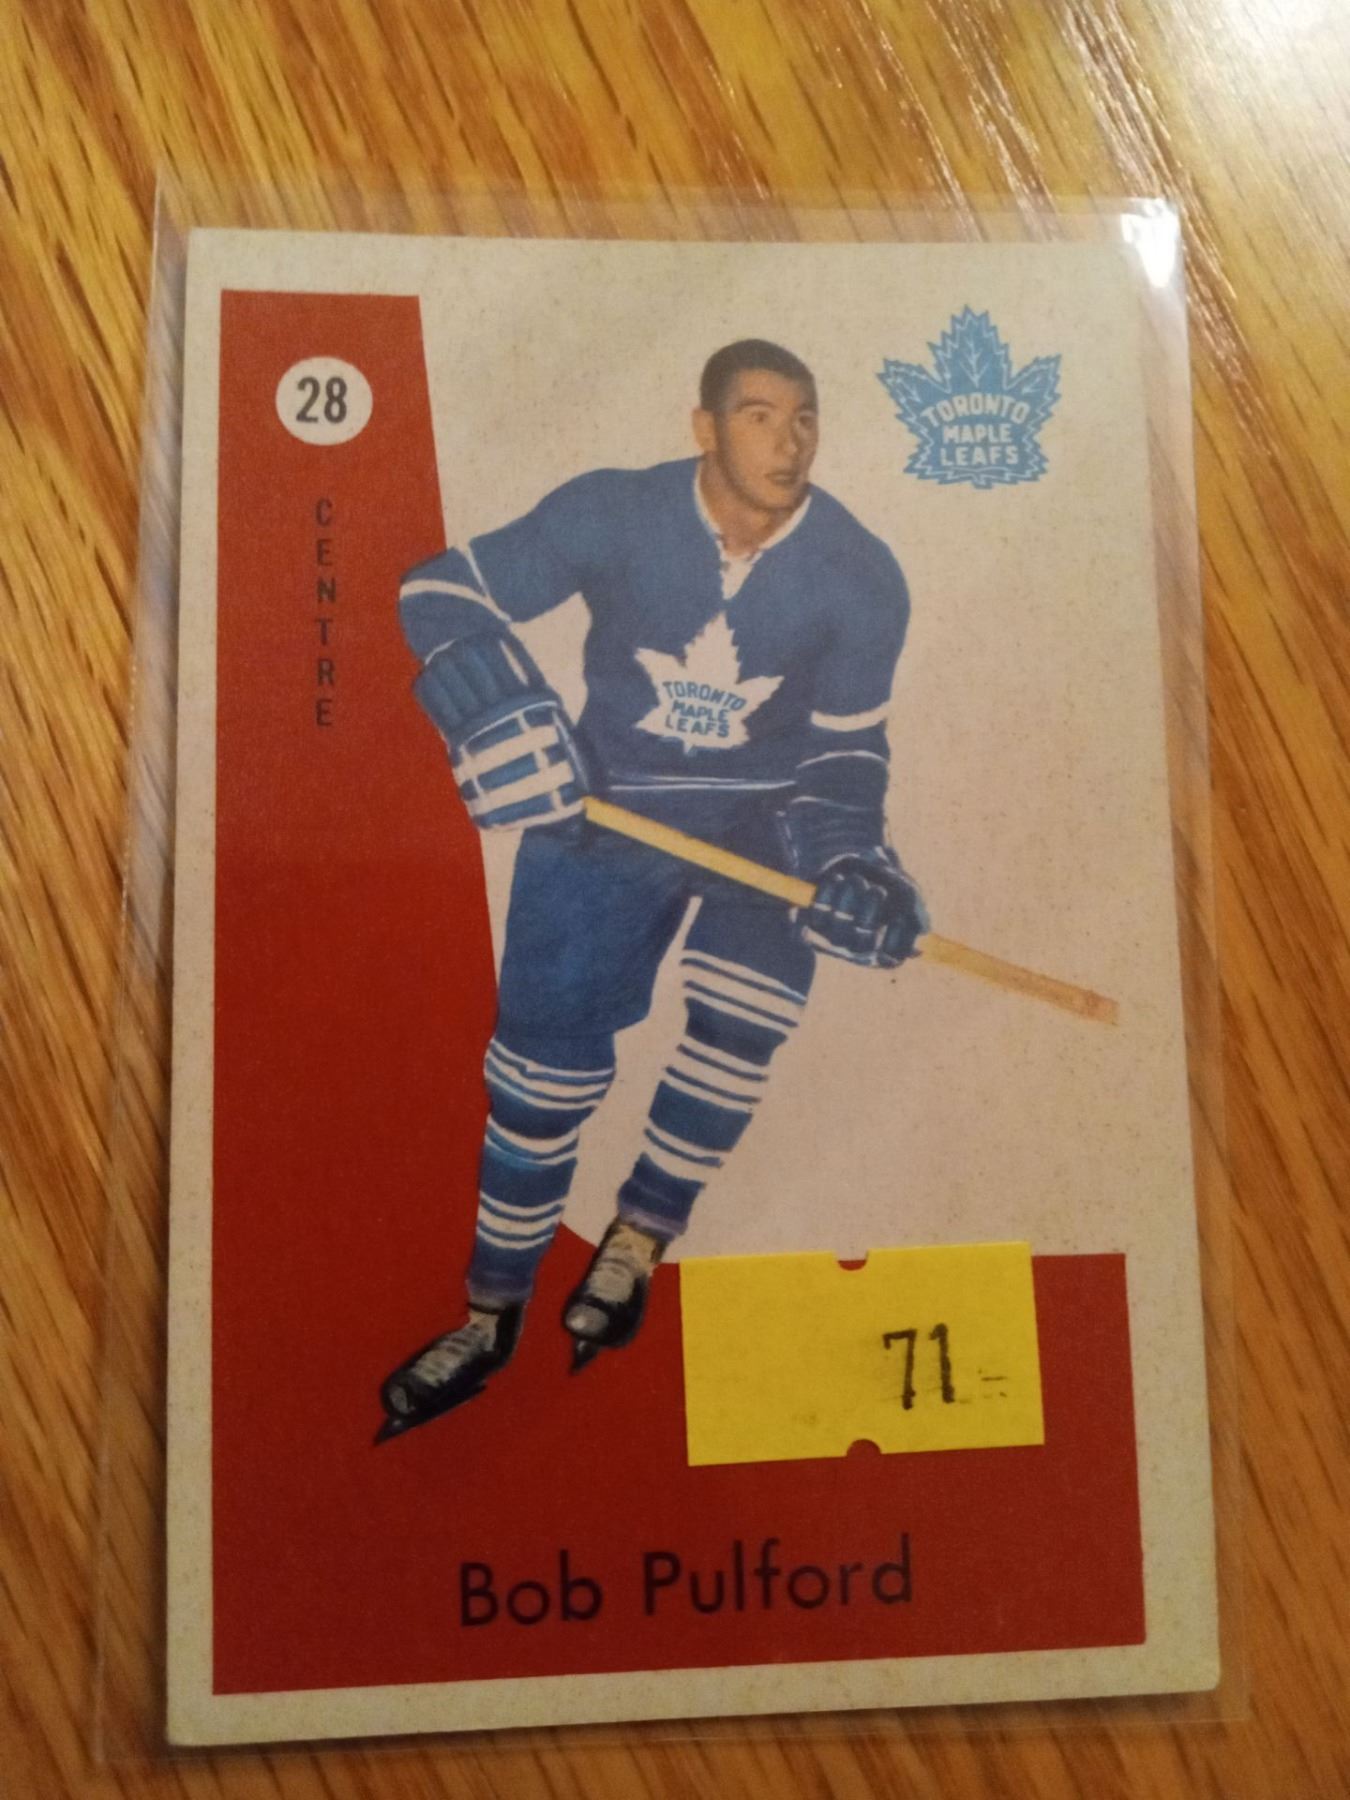 28
CENTRE
TORONTO
MAPLE
LEAFS
TORONTO
MAPLE
LEAFS
71
Bob Pulford